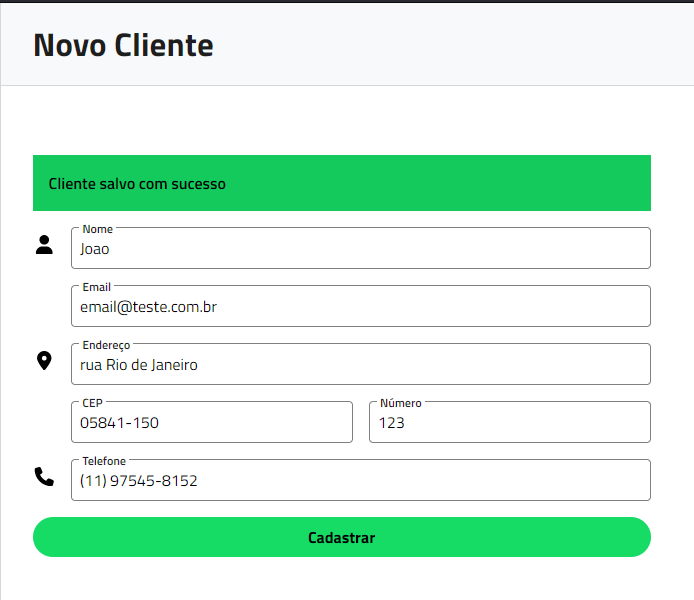 Novo Cliente
Cliente salvo com sucesso
Nome
Joao
Email
email@teste.com.br
Endereço
rua Rio de Janeiro
CEP
05841-150
Número
123
Telefone
(11) 97545-8152
Cadastrar